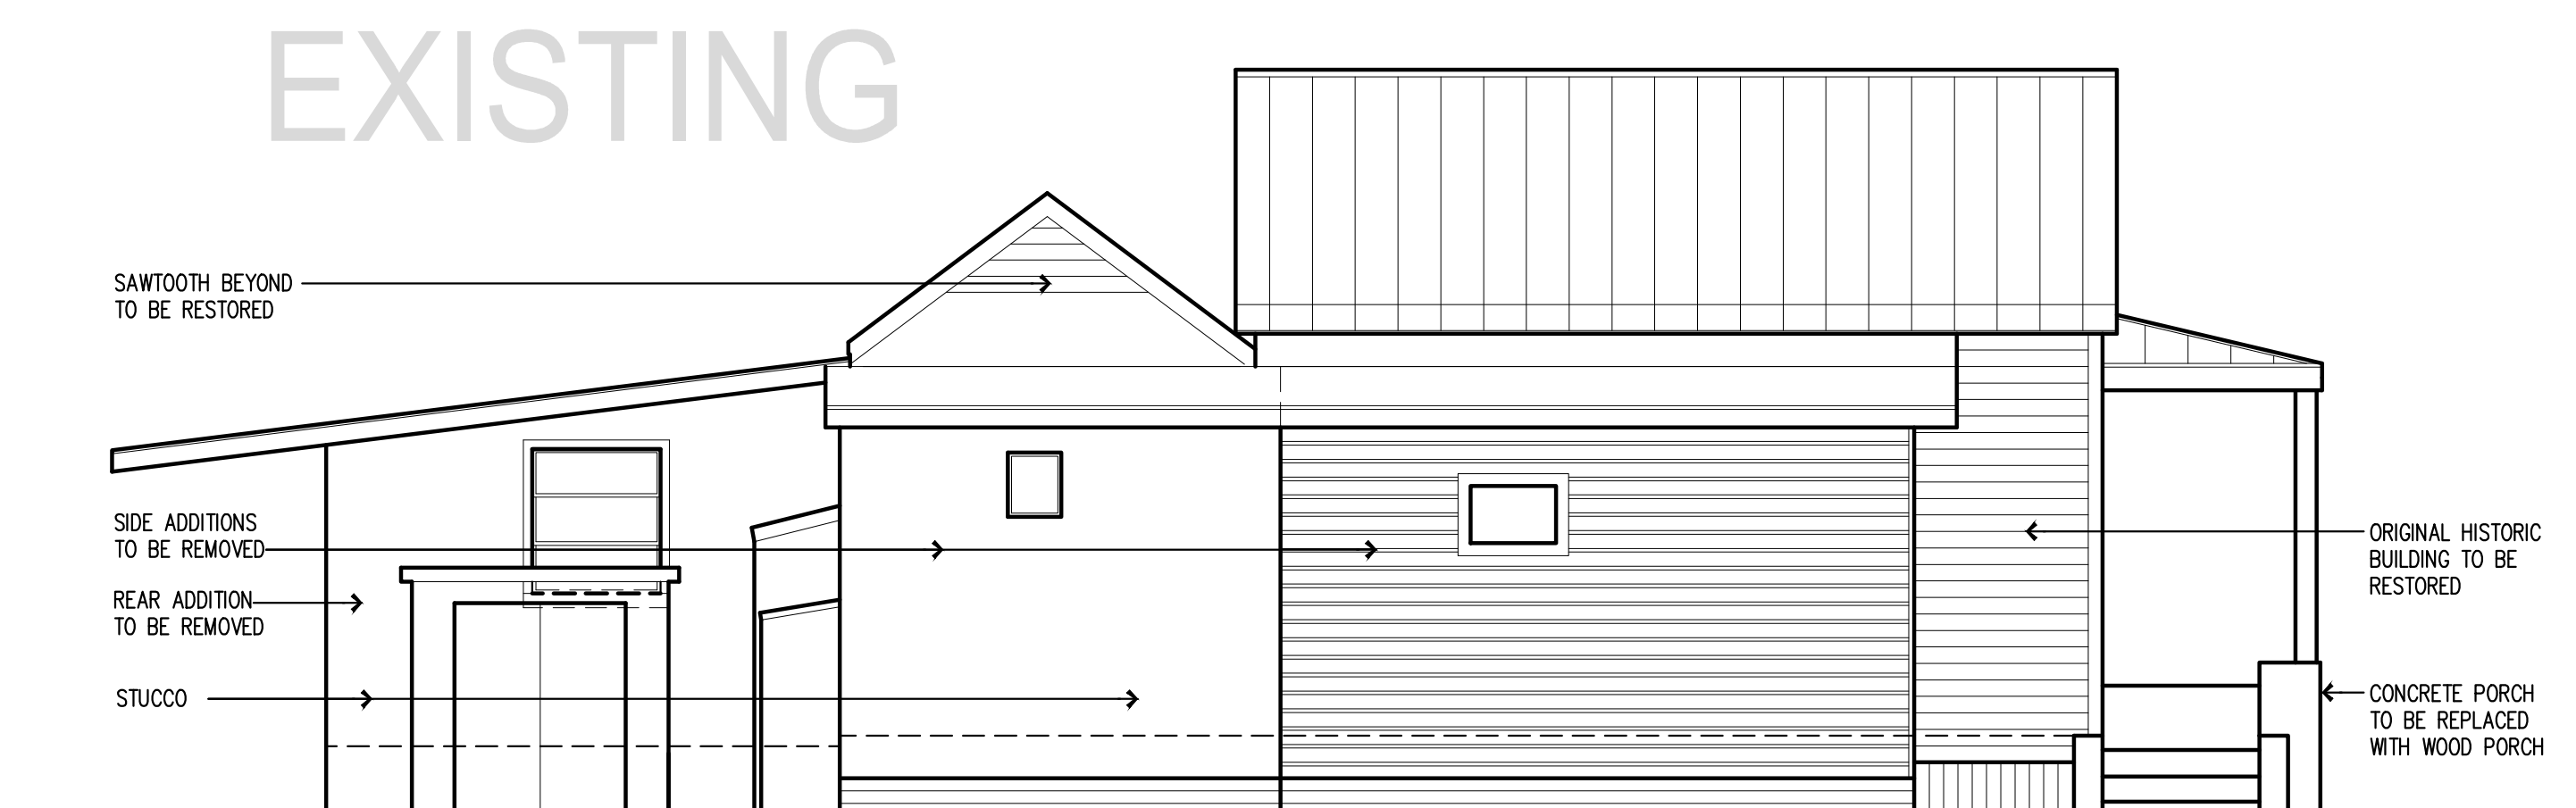 EXISTING
SAWTOOTH BEYOND
TO BE RESTORED
SIDE ADDITIONS
TO BE REMOVED
REAR ADDITION
TO BE REMOVED
STUCCO
ORIGINAL HISTORIC
BUILDING TO BE
RESTORED
CONCRETE PORCH
TO BE REPLACED
WITH WOOD PORCH